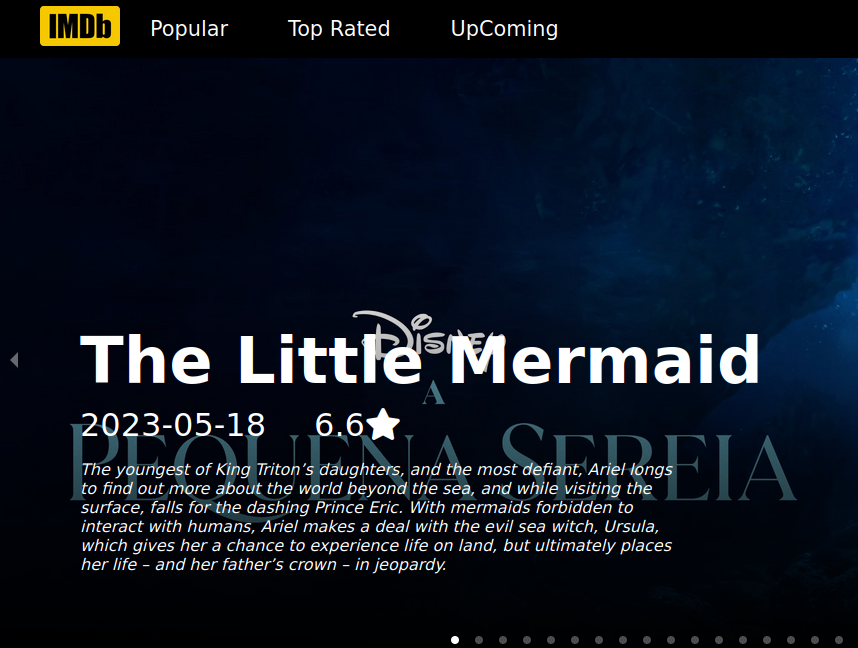 IMDb Popular Top Rated UpComing
Disney
The Little Mermaid
A
2023-05-18 6.6
PEQUENA SEREIA
The youngest of King Triton’s daughters, and the most defiant, Ariel longs
to find out more about the world beyond the sea, and while visiting the
surface, falls for the dashing Prince Eric. With mermaids forbidden to
interact with humans, Ariel makes a deal with the evil sea witch, Ursula,
which gives her a chance to experience life on land, but ultimately places
her life – and her father’s crown – in jeopardy.